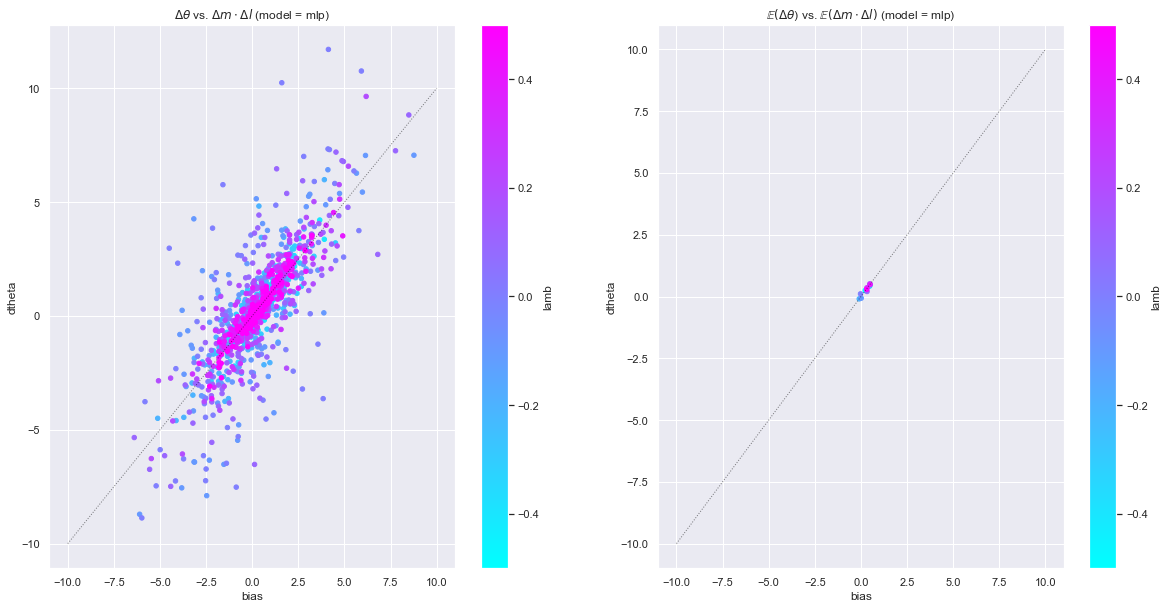 Δθ vs. Δm · Δl (model = mlp)
10
5
0
−5
−10
dtheta
−10.0 −7.5 −5.0 −2.5 0.0 2.5 5.0 7.5 10.0
bias
0.4
0.2
0.0
−0.2
−0.4
lamb
𝔼(Δθ) vs. 𝔼(Δm · Δl) (model = mlp)
10.0
7.5
5.0
2.5
0.0
−2.5
−5.0
−7.5
−10.0
dtheta
−10.0 −7.5 −5.0 −2.5 0.0 2.5 5.0 7.5 10.0
bias
0.4
0.2
0.0
−0.2
−0.4
lamb